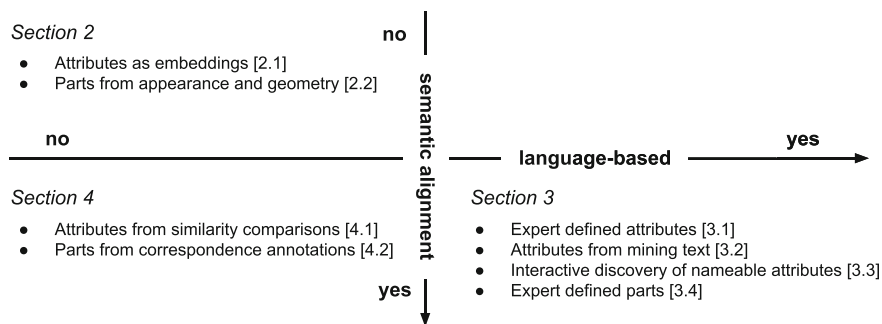 Section 2
no
● Attributes as embeddings [2.1]
● Parts from appearance and geometry [2.2]
semantic alignment
no
language-based
yes
Section 4
● Attributes from similarity comparisons [4.1]
● Parts from correspondence annotations [4.2]
Section 3
● Expert defined attributes [3.1]
● Attributes from mining text [3.2]
● Interactive discovery of nameable attributes [3.3]
● Expert defined parts [3.4]
yes